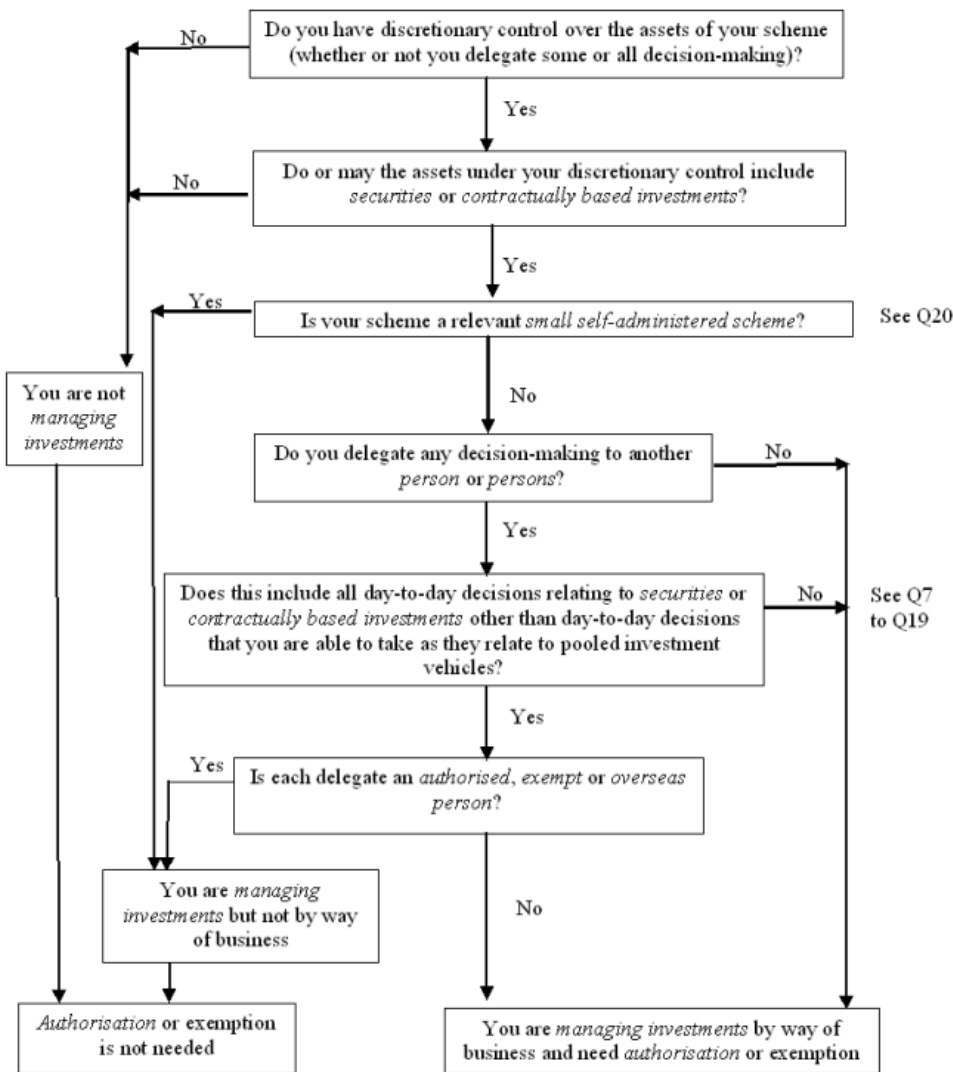 Do you have discretionary control over the assets of your scheme
(whether or not you delegate some or all decision-making)?
No
Yes
Do or may the assets under your discretionary control include
securities or contractually based investments?
No
Yes
Yes
Is your scheme a relevant small self-administered scheme?
See Q20
No
You are not
managing
investments
Do you delegate any decision-making to another
person or persons?
No
Yes
Does this include all day-to-day decisions relating to securities or
contractually based investments other than day-to-day decisions
that you are able to take as they relate to pooled investment
vehicles?
No
See Q7
to Q19
Yes
Yes
Is each delegate an authorised, exempt or overseas
person?
You are managing
investments but not by way
of business
No
Authorisation or exemption
is not needed
You are managing investments by way of
business and need authorisation or exemption